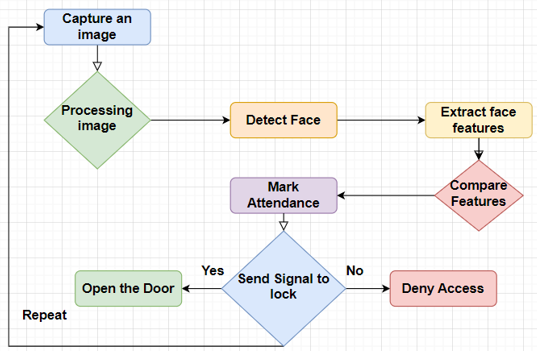 Capture an
image
Processing
image
Detect Face
Extract face
features
Compare
Features
Mark
Attendance
Send Signal to
lock
Yes
Open the Door
No
Deny Access
Repeat